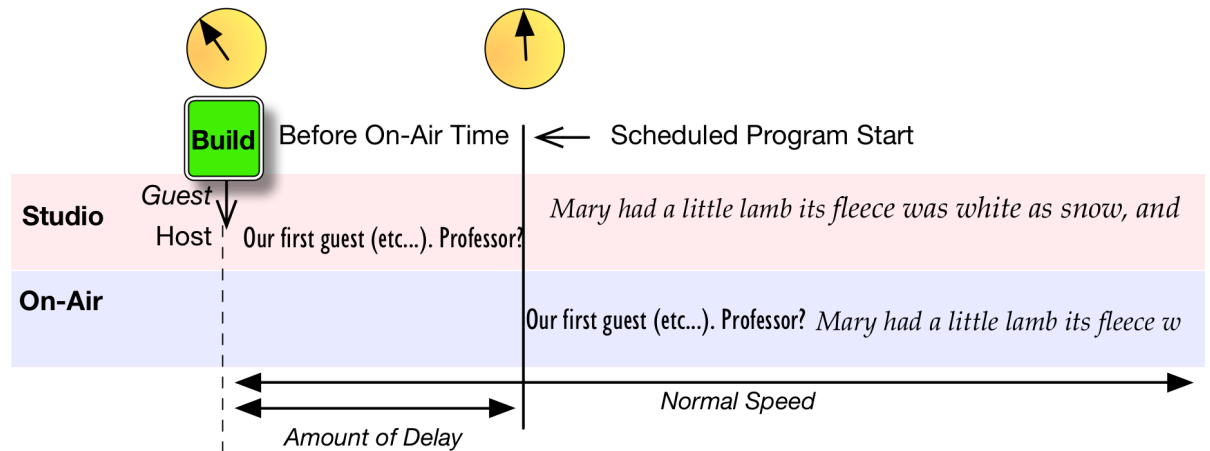 Build
Before On-Air Time
Scheduled Program Start
Studio
Guest
Mary had a little lamb its fleece was white as snow, and
Host
Our first guest (etc...). Professor?
On-Air
Our first guest (etc...). Professor? Mary had a little lamb its fleece w
Normal Speed
Amount of Delay